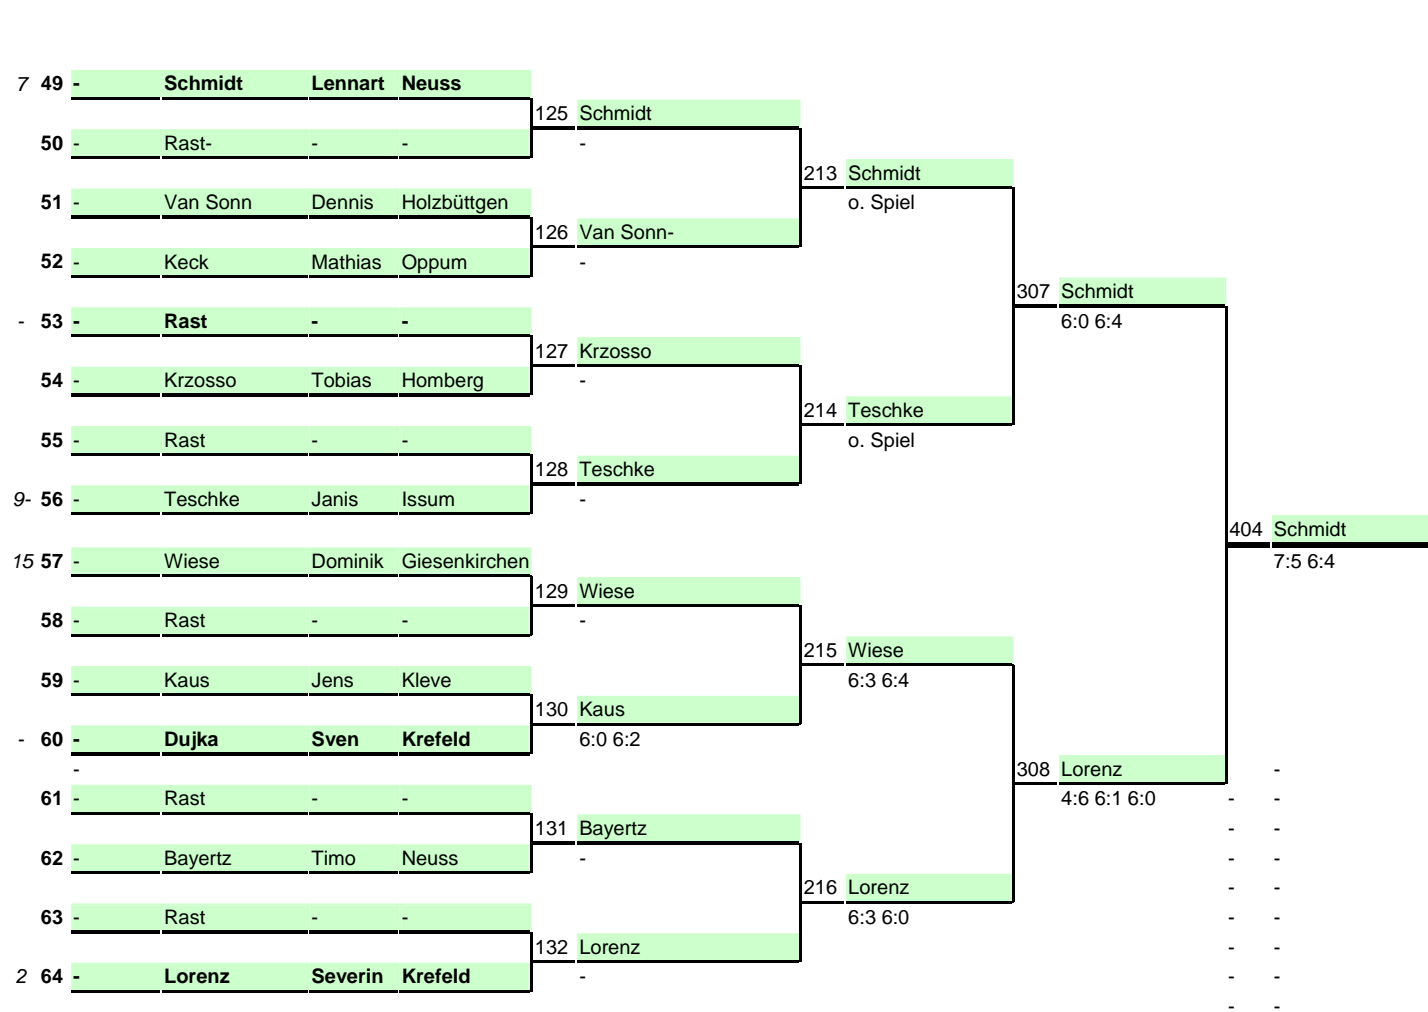 7 49 - Schmidt Lennart Neuss
125 Schmidt
50 - Rast- - - -
213 Schmidt
51 - Van Sonn Dennis Holzbüttgen o. Spiel
126 Van Sonn-
52 - Keck Mathias Oppum -
307 Schmidt
- 53 - Rast - - 6:0 6:4
127 Krzosso
54 - Krzosso Tobias Homberg -
214 Teschke
55 - Rast - - o. Spiel
128 Teschke
9- 56 - Teschke Janis Issum -
404 Schmidt
15 57 - Wiese Dominik Giesenkirchen 7:5 6:4
129 Wiese
58 - Rast - - -
215 Wiese
59 - Kaus Jens Kleve 6:3 6:4
130 Kaus
- 60 - Dujka Sven Krefeld 6:0 6:2
- 308 Lorenz -
61 - Rast - - 4:6 6:1 6:0 - -
131 Bayertz - -
62 - Bayertz Timo Neuss - - -
216 Lorenz - -
63 - Rast - - 6:3 6:0 - -
132 Lorenz - -
2 64 - Lorenz Severin Krefeld - - -
- -